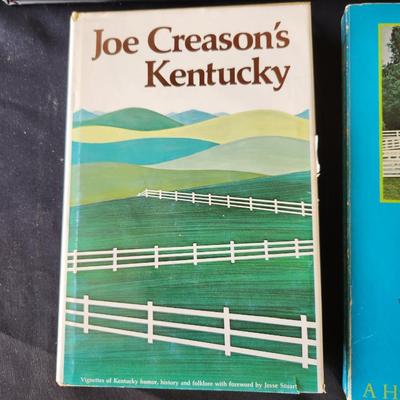 Joe Creason's
Kentucky
Vignettes of Kentucky humor, history and folklore with foreword by Jesse Stuart
A H